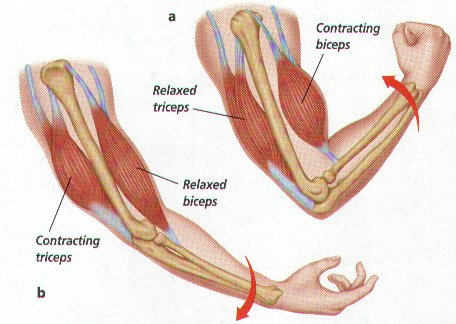 a
Contracting
biceps
Relaxed
triceps
Relaxed
biceps
Contracting
triceps
b